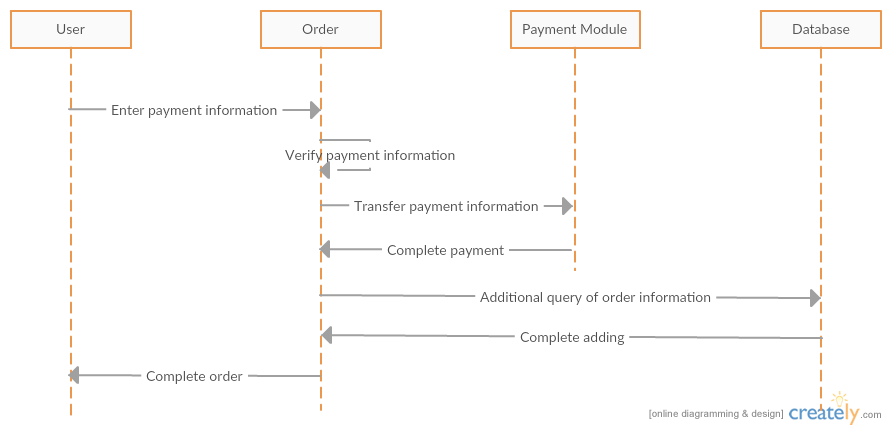 User
Order
Payment Module
Database
Enter payment information
Verify payment information
Transfer payment information
Complete payment
Additional query of order information
Complete adding
Complete order
[online diagramming & design] creately.com